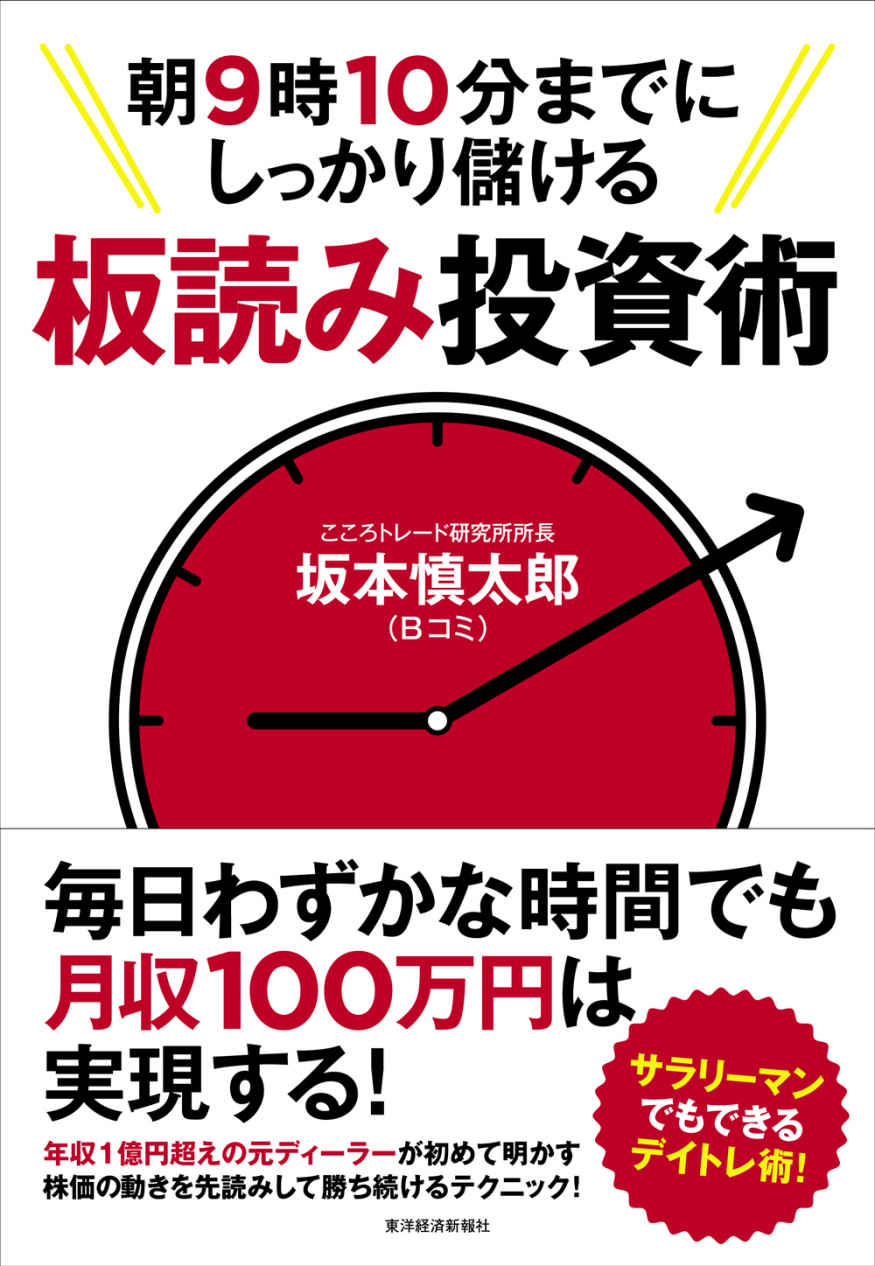 朝9時10分までに
しっかり儲ける
板読み投資術
こころトレード研究所所長
坂本慎太郎
（Bコミ）
毎日わずかな時間でも
月収100万円は
実現する！
サラリーマン
でもできる
デイトレ術！
年収1億円超えの元ディーラーが初めて明かす
株価の動きを先読みして勝ち続けるテクニック！
東洋経済新報社